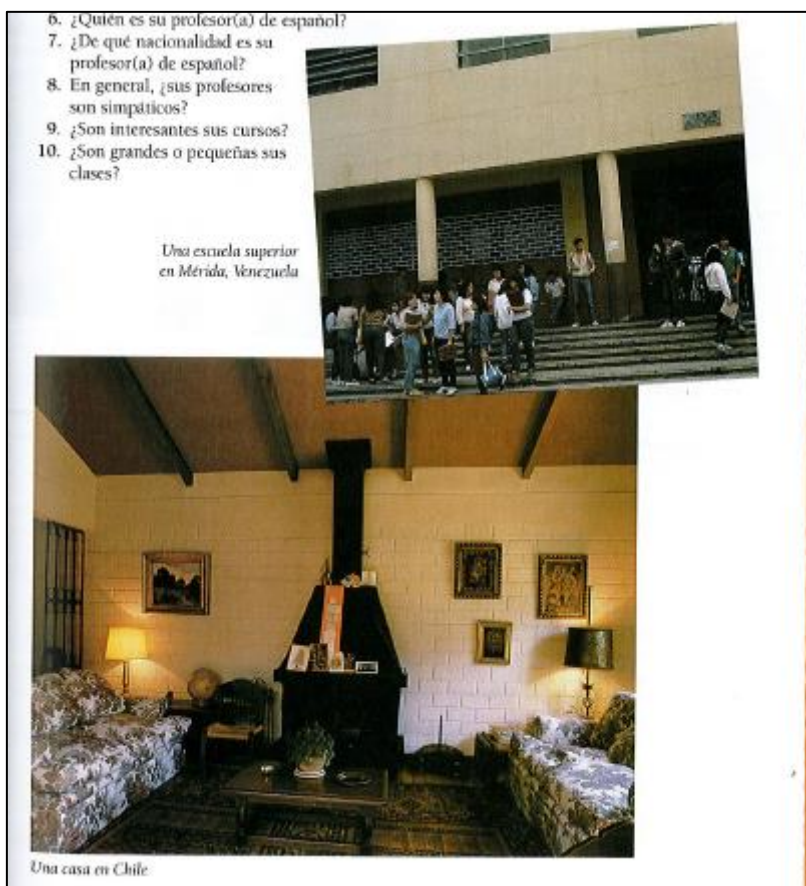 6. ¿Quién es su profesor(a) de español?
7. ¿De qué nacionalidad es su
profesor(a) de español?
8. En general, ¿sus profesores
son simpáticos?
9. ¿Son interesantes sus cursos?
10. ¿Son grandes o pequeñas sus
clases?
Una escuela superior
en Mérida, Venezuela
Una casa en Chile